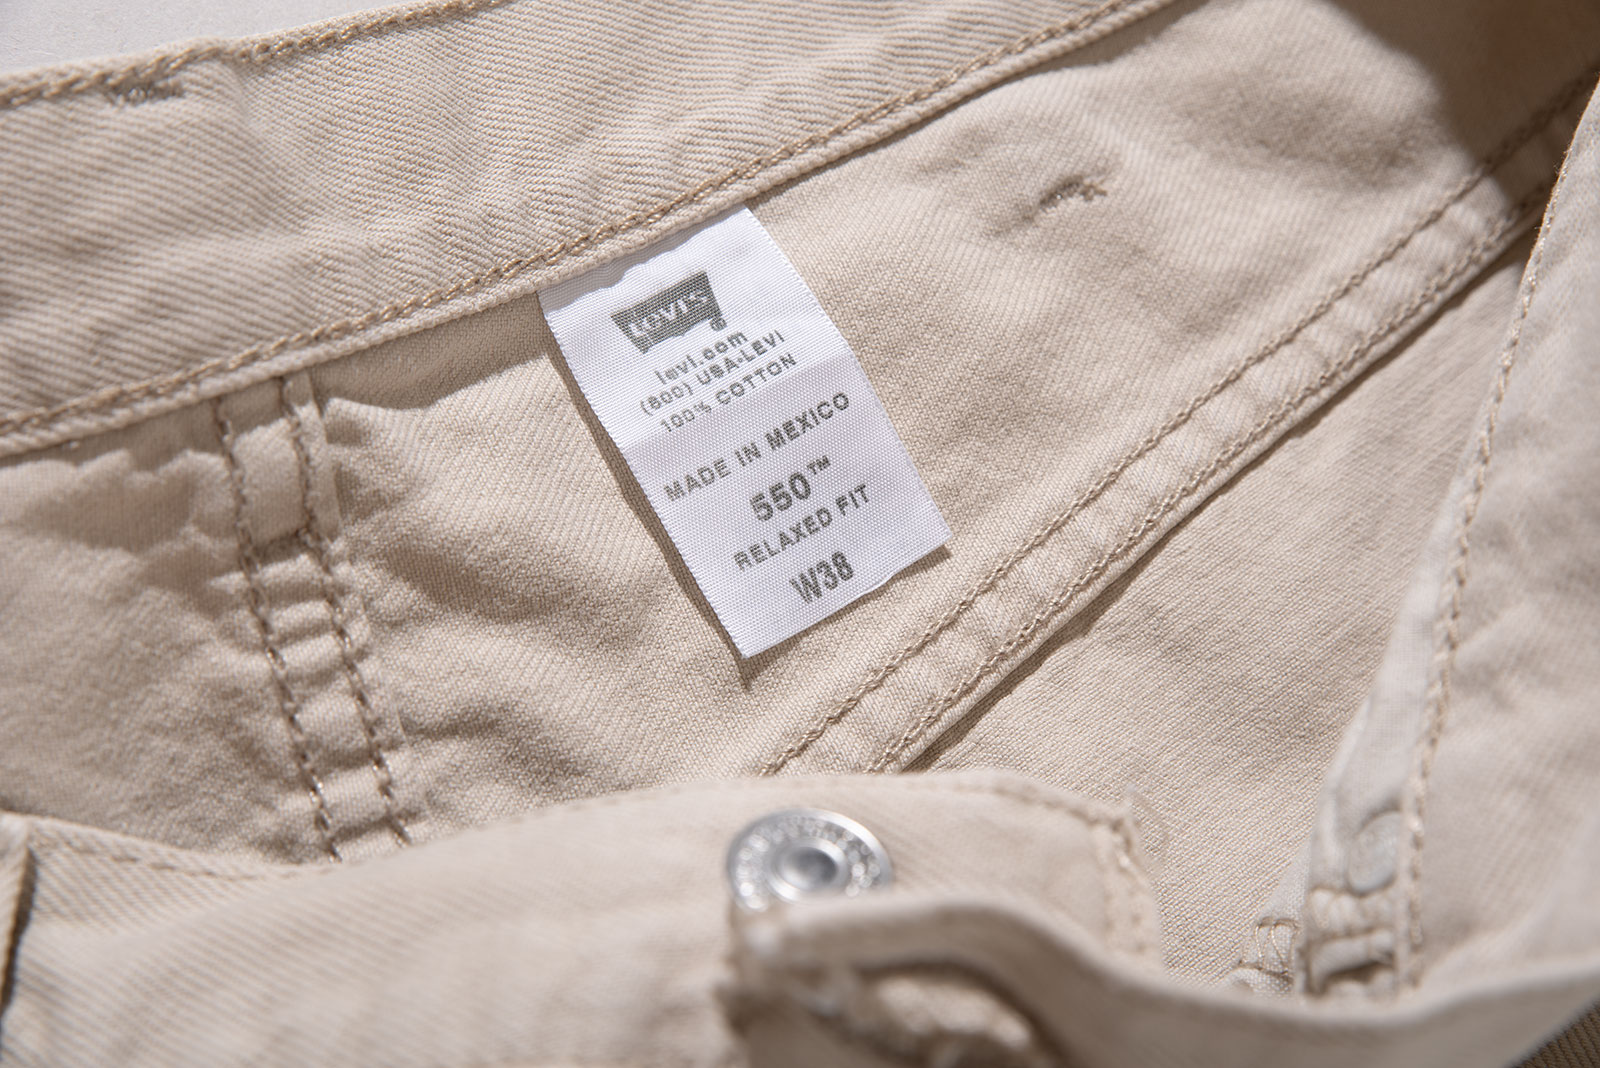 Levi's®
levi.com
(800) USA-LEVI
100% COTTON
MADE IN MEXICO
550™
RELAXED FIT
W38